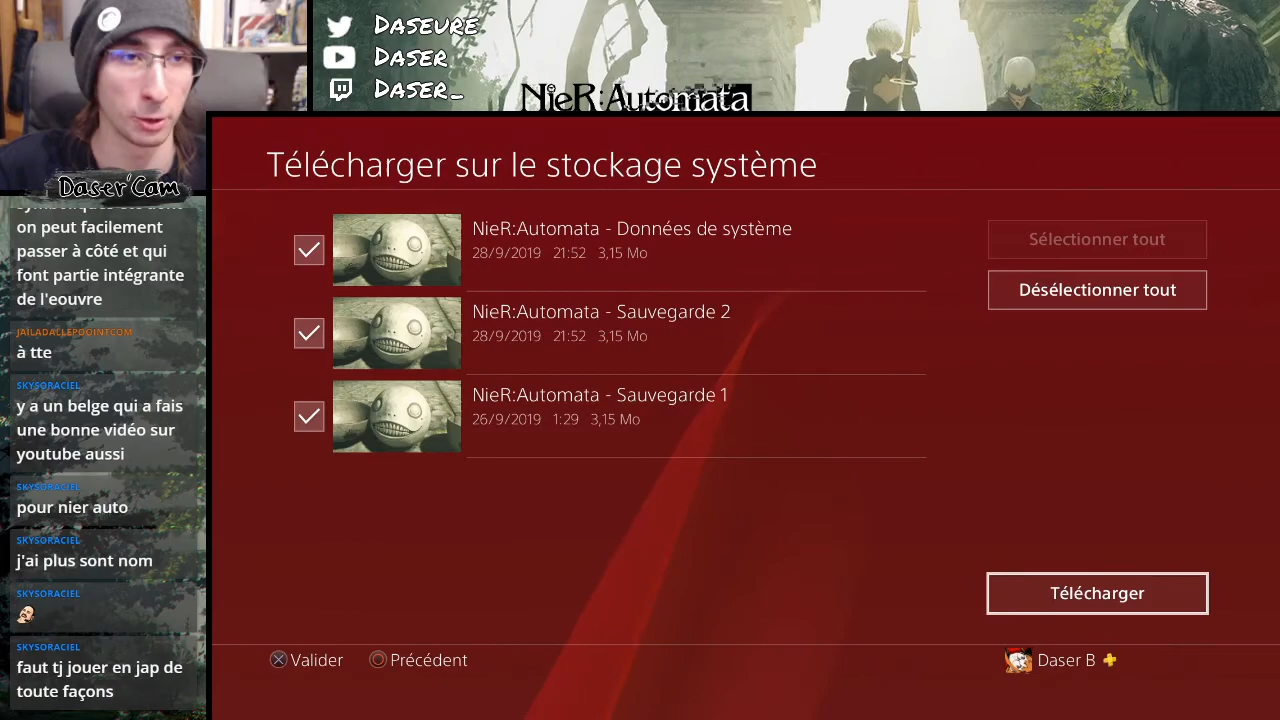 DASEURE
DASER
DASER_
NieR:Automata
Daser'Cam
on peut facilement
passer à côté et qui
font partie intégrante
de l'eouvre
JAILADALLEPOOINTCOM
à tte
SKYSORACIEL
y a un belge qui a fais
une bonne vidéo sur
youtube aussi
SKYSORACIEL
pour nier auto
SKYSORACIEL
j'ai plus sont nom
SKYSORACIEL
SKYSORACIEL
faut tj jouer en jap de
toute façons
Télécharger sur le stockage système
NieR:Automata - Données de système
28/9/2019 21:52 3,15 Mo
NieR:Automata - Sauvegarde 2
28/9/2019 21:52 3,15 Mo
NieR:Automata - Sauvegarde 1
26/9/2019 1:29 3,15 Mo
Sélectionner tout
Désélectionner tout
Télécharger
Valider
Précédent
Daser B